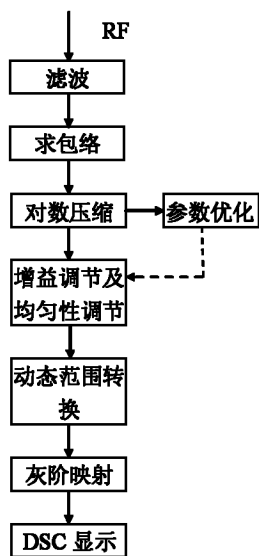 RF
滤波
求包络
对数压缩
参数优化
增益调节及
均匀性调节
动态范围转
换
灰阶映射
DSC 显示